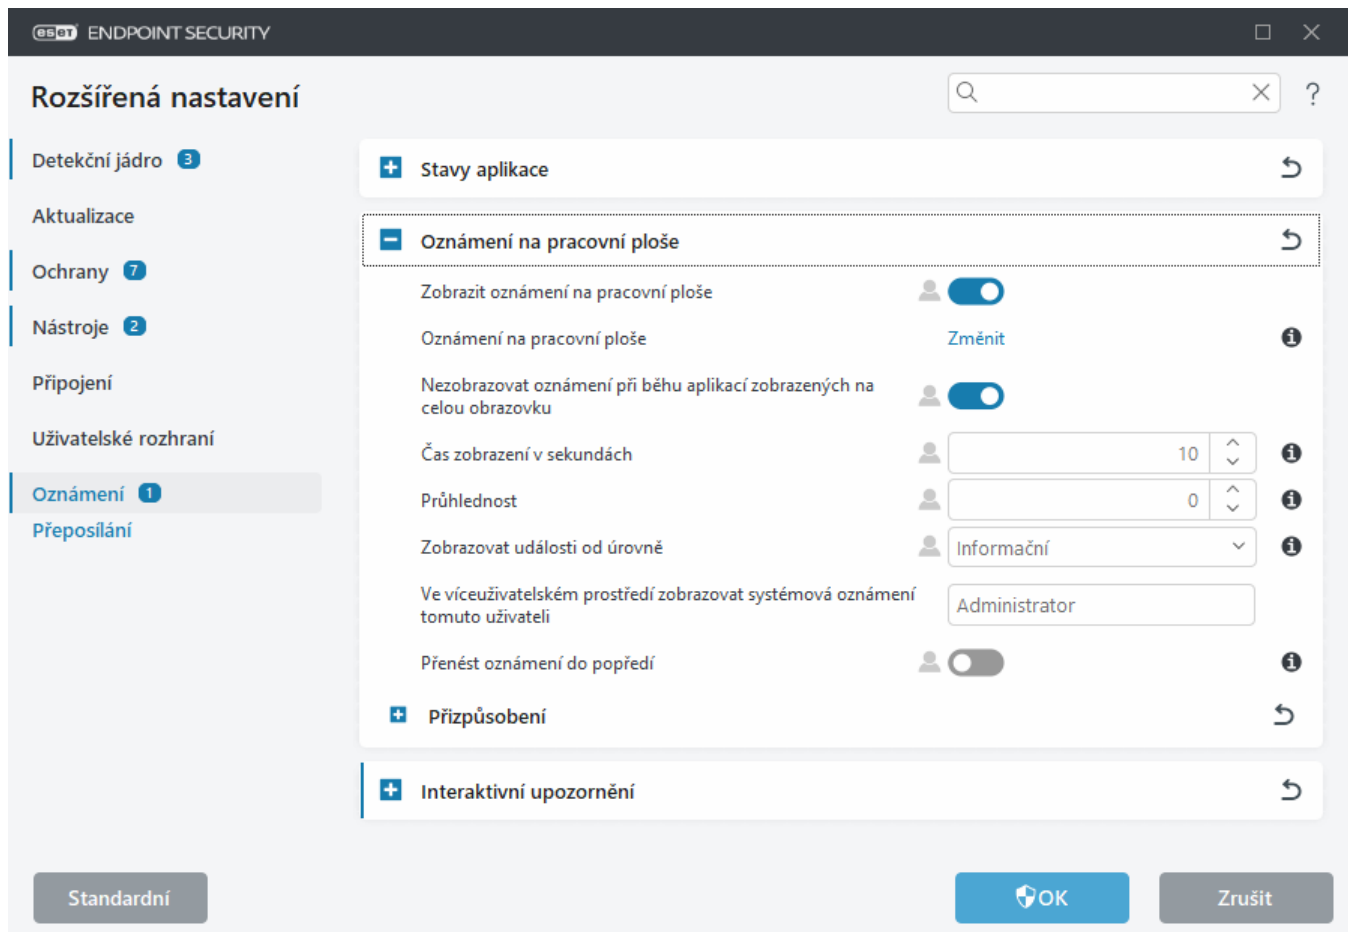 eset ENDPOINT SECURITY
Rozšířená nastavení
?
Detekční jádro 3
Aktualizace
Ochrany 7
Nástroje 2
Připojení
Uživatelské rozhraní
Oznámení 1
Přeposílání
Stavy aplikace
Oznámení na pracovní ploše
Zobrazit oznámení na pracovní ploše
Oznámení na pracovní ploše Změnit
Nezobrazovat oznámení při běhu aplikací zobrazených na
celou obrazovku
Čas zobrazení v sekundách 10
Průhlednost 0
Zobrazovat události od úrovně Informační
Ve víceuživatelském prostředí zobrazovat systémová oznámení
tomuto uživateli
Administrator
Přenést oznámení do popředí
Přizpůsobení
Interaktivní upozornění
Standardní
OK
Zrušit